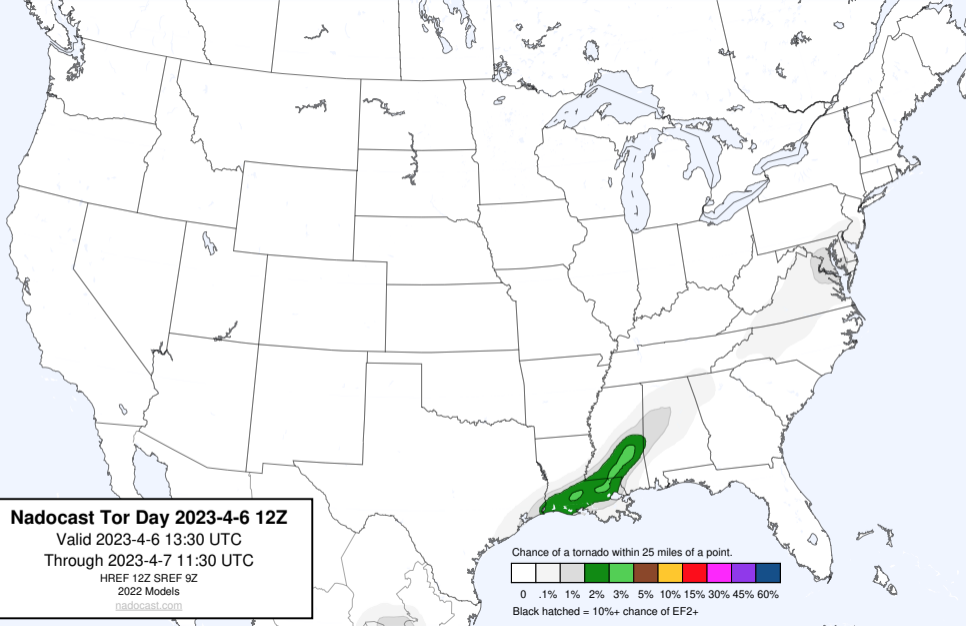 Nadocast Tor Day 2023-4-6 12Z
Valid 2023-4-6 13:30 UTC
Through 2023-4-7 11:30 UTC
HREF 12Z SREF 9Z
2022 Models
nadocast.com
Chance of a tornado within 25 miles of a point.
0 .1% 1% 2% 3% 5% 10% 15% 30% 45% 60%
Black hatched = 10%+ chance of EF2+